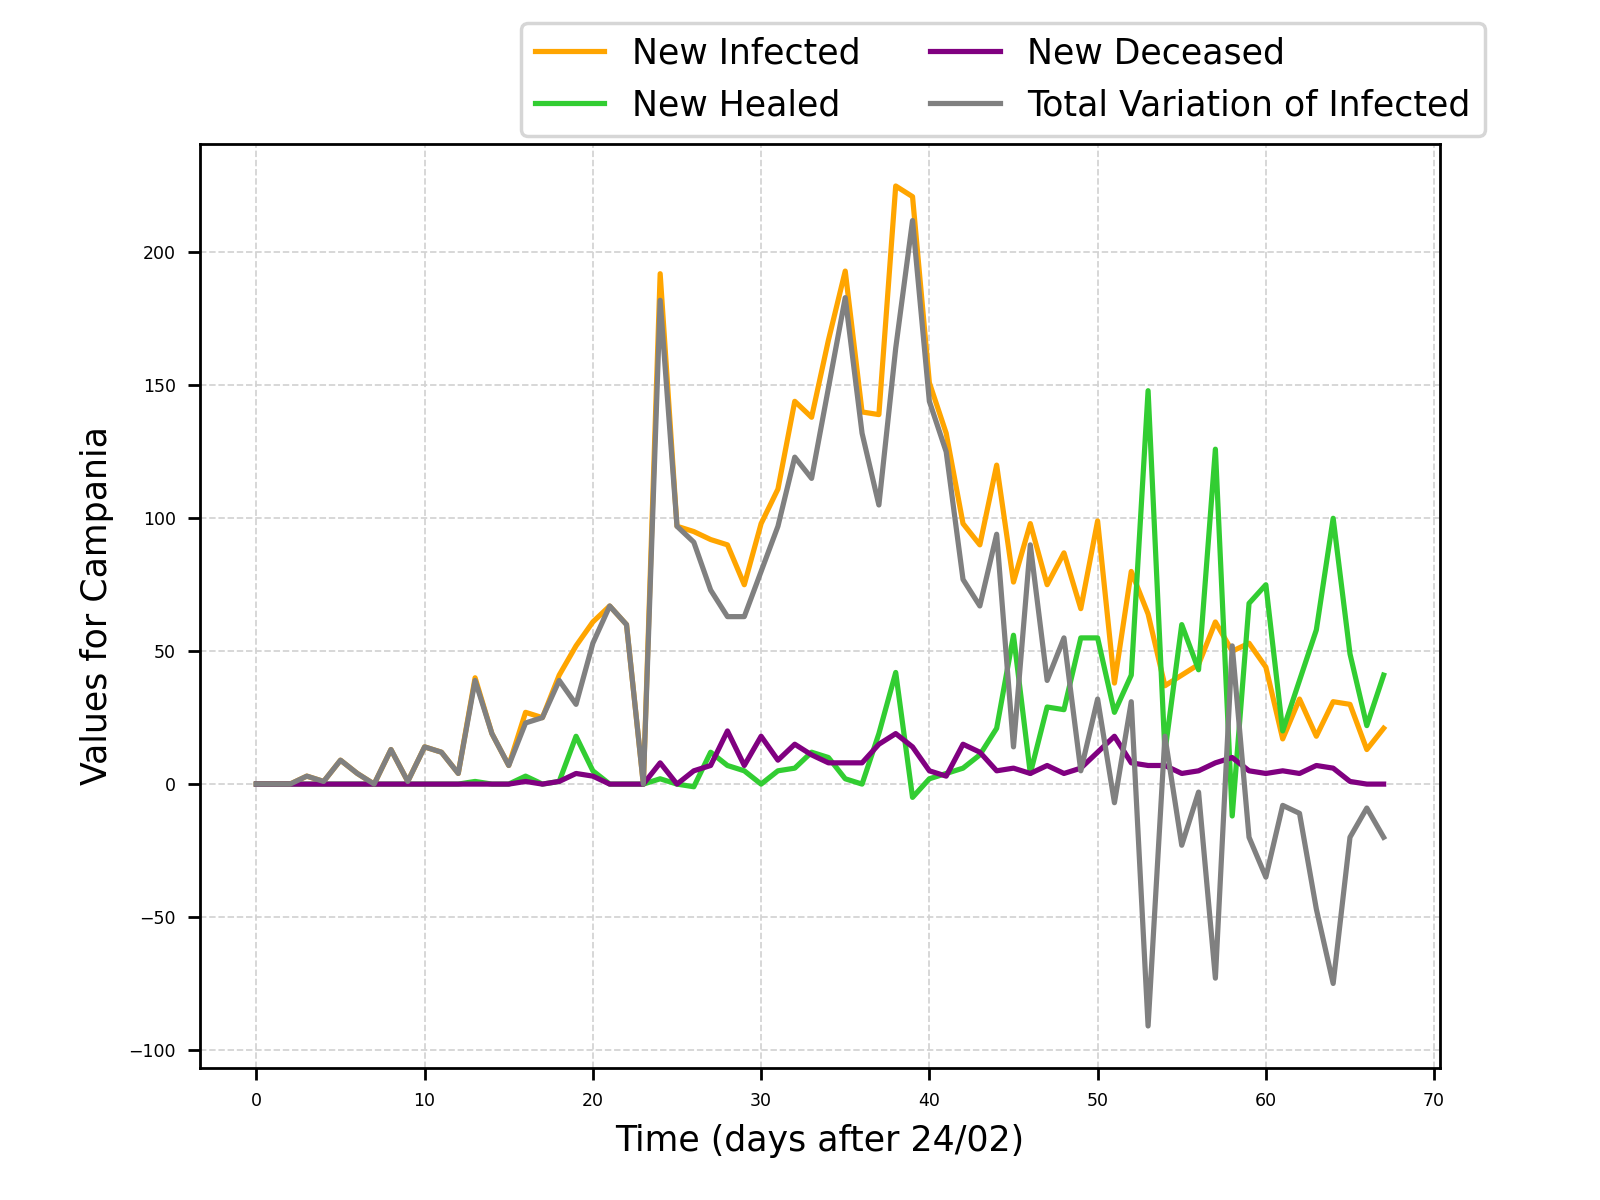 New Infected
New Healed
New Deceased
Total Variation of Infected
Values for Campania
200
150
100
50
0
−50
−100
0 10 20 30 40 50 60 70
Time (days after 24/02)